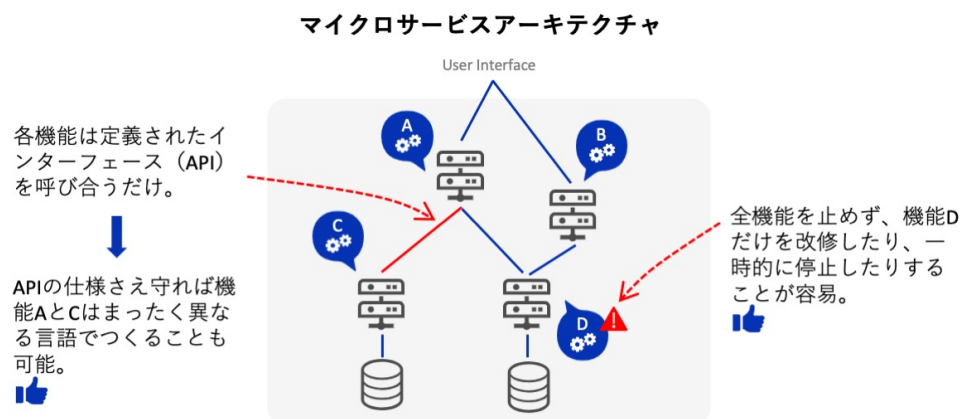 マイクロサービスアーキテクチャ
User Interface
各機能は定義されたイ
ンターフェース（API）
を呼び合うだけ。
APIの仕様さえ守れば機
能AとCはまったく異な
る言語でつくることも
可能。
A
B
C
D
!
全機能を止めず、機能D
だけを改修したり、一
時的に停止したりする
ことが容易。